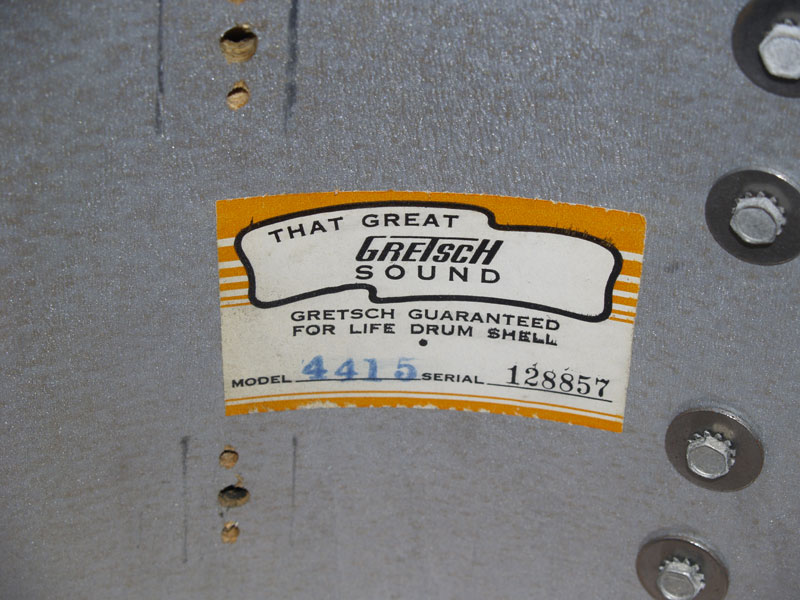 THAT GREAT
GRETSCH
SOUND
GRETSCH GUARANTEED
FOR LIFE DRUM SHELL
MODEL 4415 SERIAL 128857